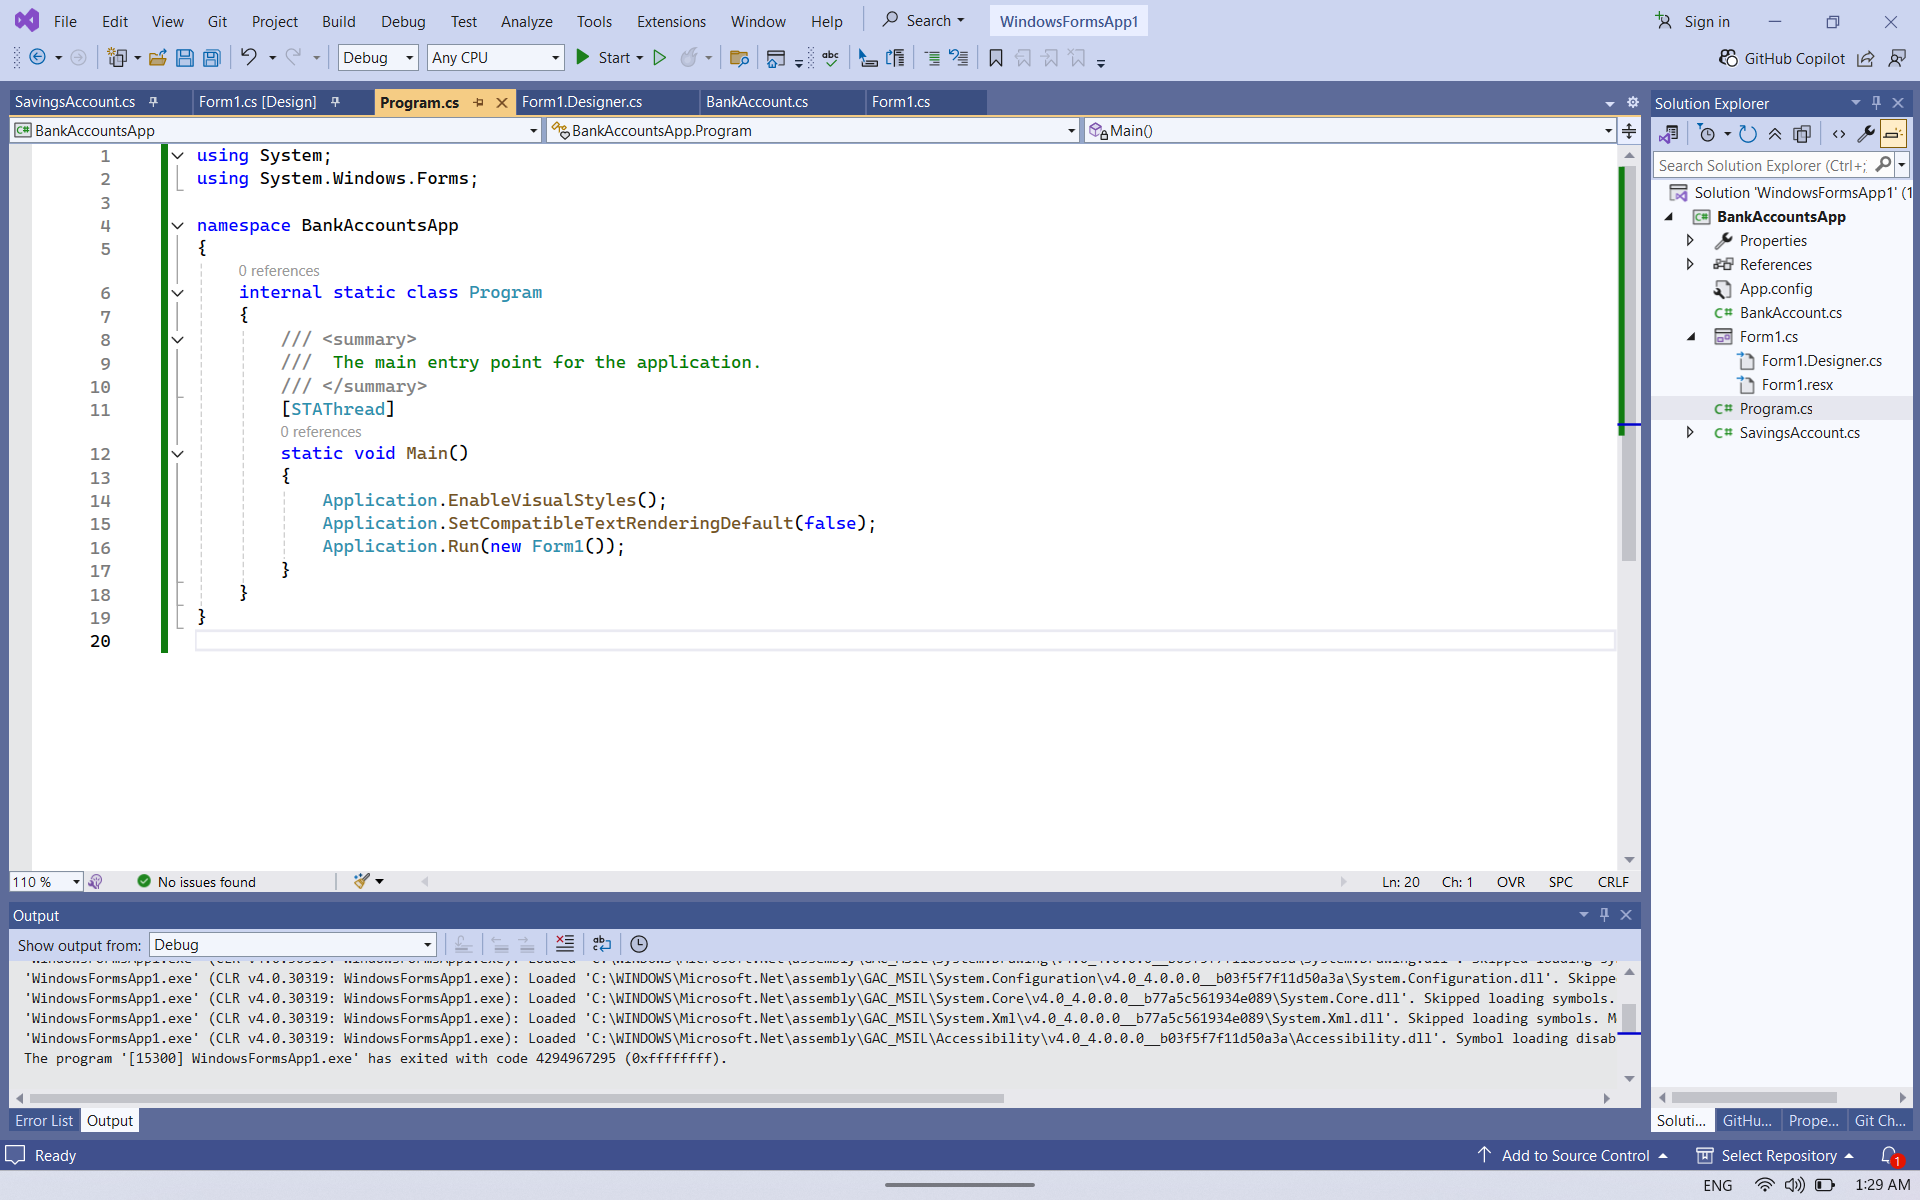 File Edit View Git Project Build Debug Test Analyze Tools Extensions Window Help Search WindowsFormsApp1 Sign in
Debug Any CPU Start GitHub Copilot
SavingsAccount.cs Form1.cs [Design] Program.cs Form1.Designer.cs BankAccount.cs Form1.cs
BankAccountsApp BankAccountsApp.Program Main()
1 using System;
2 using System.Windows.Forms;
3
4 namespace BankAccountsApp
5 {
0 references
6 internal static class Program
7 {
8 /// <summary>
9 /// The main entry point for the application.
10 /// </summary>
11 [STAThread]
0 references
12 static void Main()
13 {
14 Application.EnableVisualStyles();
15 Application.SetCompatibleTextRenderingDefault(false);
16 Application.Run(new Form1());
17 }
18 }
19 }
20
110 % No issues found Ln: 20 Ch: 1 OVR SPC CRLF
Output
Show output from: Debug
'WindowsFormsApp1.exe' (CLR v4.0.30319: WindowsFormsApp1.exe): Loaded 'C:\WINDOWS\Microsoft.Net\assembly\GAC_MSIL\System.Configuration\v4.0_4.0.0.0__b03f5f7f11d50a3a\System.Configuration.dll'. Skippe
'WindowsFormsApp1.exe' (CLR v4.0.30319: WindowsFormsApp1.exe): Loaded 'C:\WINDOWS\Microsoft.Net\assembly\GAC_MSIL\System.Core\v4.0_4.0.0.0__b77a5c561934e089\System.Core.dll'. Skipped loading symbols.
'WindowsFormsApp1.exe' (CLR v4.0.30319: WindowsFormsApp1.exe): Loaded 'C:\WINDOWS\Microsoft.Net\assembly\GAC_MSIL\System.Xml\v4.0_4.0.0.0__b77a5c561934e089\System.Xml.dll'. Skipped loading symbols. M
'WindowsFormsApp1.exe' (CLR v4.0.30319: WindowsFormsApp1.exe): Loaded 'C:\WINDOWS\Microsoft.Net\assembly\GAC_MSIL\Accessibility\v4.0_4.0.0.0__b03f5f7f11d50a3a\Accessibility.dll'. Symbol loading disab
The program '[15300] WindowsFormsApp1.exe' has exited with code 4294967295 (0xffffffff).
Error List Output
Solution Explorer
Search Solution Explorer (Ctrl+;
Solution 'WindowsFormsApp1' (1
BankAccountsApp
Properties
References
App.config
BankAccount.cs
Form1.cs
Form1.Designer.cs
Form1.resx
Program.cs
SavingsAccount.cs
Soluti... GitHu... Prope... Git Ch...
Ready Add to Source Control Select Repository 1
ENG 1:29 AM